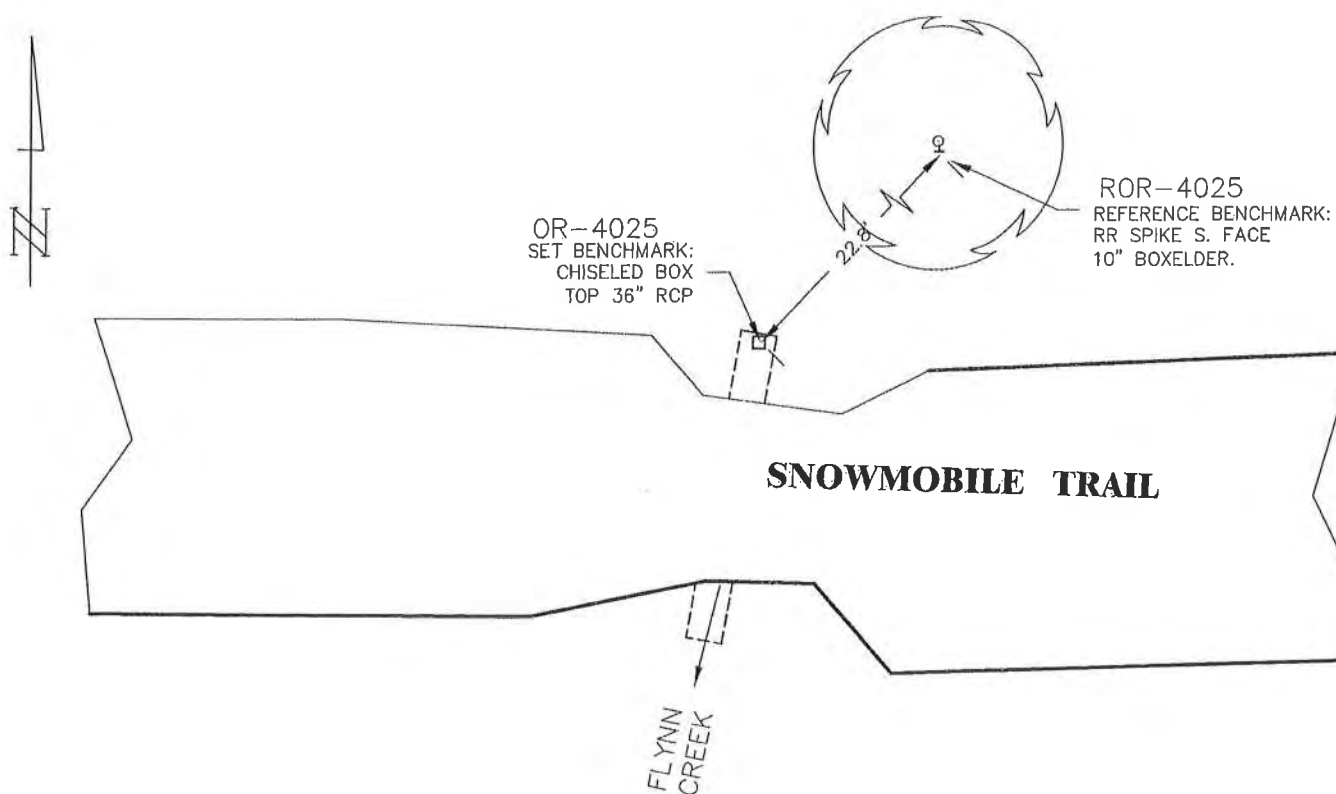 N
ROR-4025
REFERENCE BENCHMARK:
RR SPIKE S. FACE
10" BOXELDER.
OR-4025
SET BENCHMARK:
CHISELED BOX
TOP 36" RCP
22.8'
SNOWMOBILE TRAIL
FLYNN
CREEK